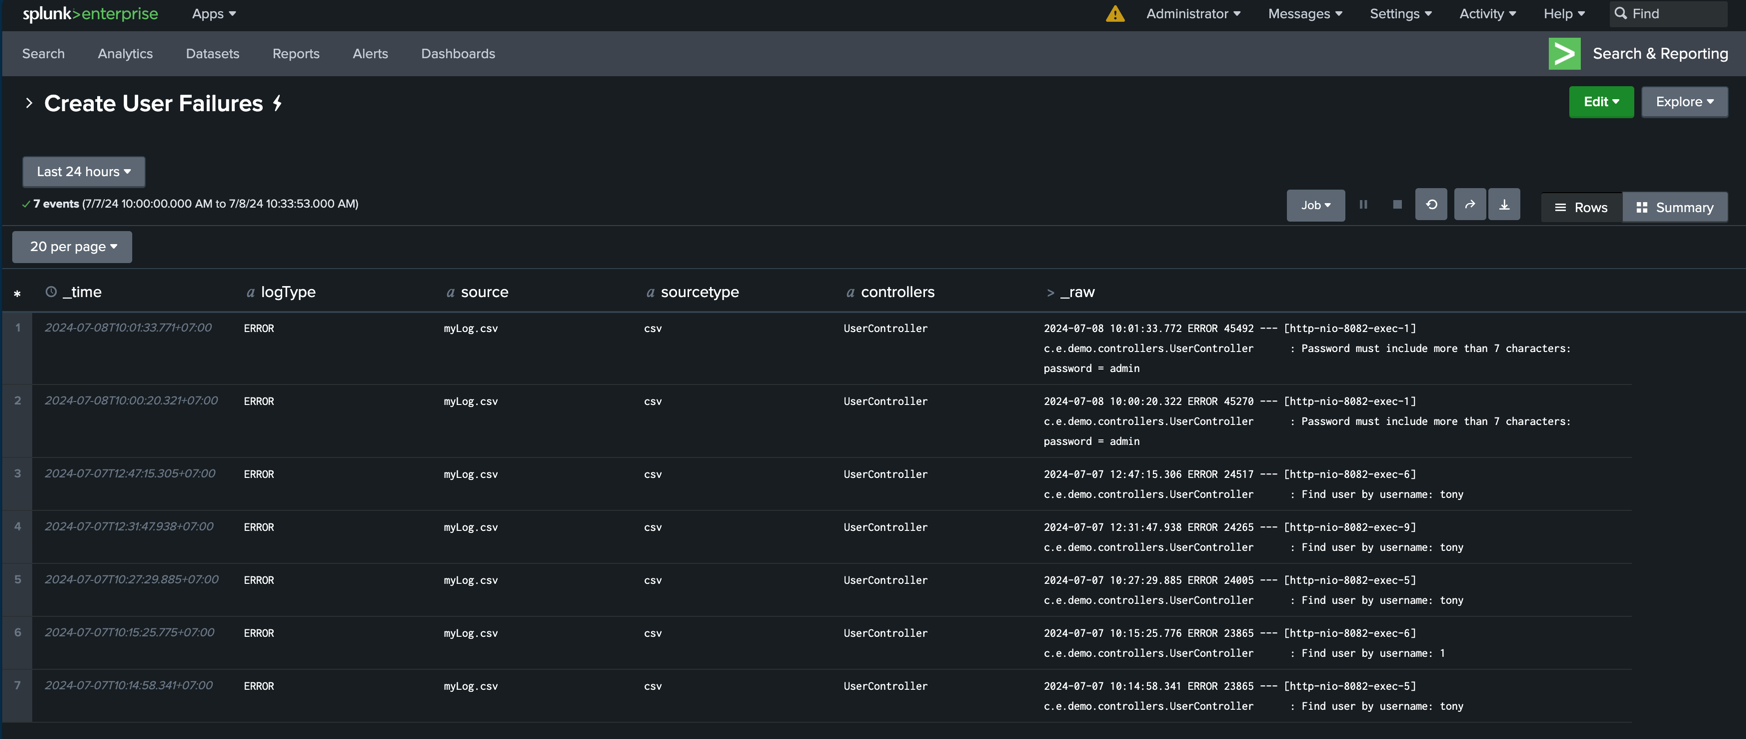 splunk>enterprise Apps Administrator Messages Settings Activity Help Find
Search Analytics Datasets Reports Alerts Dashboards Search & Reporting
Create User Failures Edit Explore
Last 24 hours
7 events (7/7/24 10:00:00.000 AM to 7/8/24 10:33:53.000 AM) Job Rows Summary
20 per page
* _time a logType a source a sourcetype a controllers > _raw
1 2024-07-08T10:01:33.771+07:00 ERROR myLog.csv csv UserController 2024-07-08 10:01:33.772 ERROR 45492 --- [http-nio-8082-exec-1]
c.e.demo.controllers.UserController : Password must include more than 7 characters:
password = admin
2 2024-07-08T10:00:20.321+07:00 ERROR myLog.csv csv UserController 2024-07-08 10:00:20.322 ERROR 45270 --- [http-nio-8082-exec-1]
c.e.demo.controllers.UserController : Password must include more than 7 characters:
password = admin
3 2024-07-07T12:47:15.305+07:00 ERROR myLog.csv csv UserController 2024-07-07 12:47:15.306 ERROR 24517 --- [http-nio-8082-exec-6]
c.e.demo.controllers.UserController : Find user by username: tony
4 2024-07-07T12:31:47.938+07:00 ERROR myLog.csv csv UserController 2024-07-07 12:31:47.938 ERROR 24265 --- [http-nio-8082-exec-9]
c.e.demo.controllers.UserController : Find user by username: tony
5 2024-07-07T10:27:29.885+07:00 ERROR myLog.csv csv UserController 2024-07-07 10:27:29.885 ERROR 24005 --- [http-nio-8082-exec-5]
c.e.demo.controllers.UserController : Find user by username: tony
6 2024-07-07T10:15:25.775+07:00 ERROR myLog.csv csv UserController 2024-07-07 10:15:25.776 ERROR 23865 --- [http-nio-8082-exec-6]
c.e.demo.controllers.UserController : Find user by username: 1
7 2024-07-07T10:14:58.341+07:00 ERROR myLog.csv csv UserController 2024-07-07 10:14:58.341 ERROR 23865 --- [http-nio-8082-exec-5]
c.e.demo.controllers.UserController : Find user by username: tony